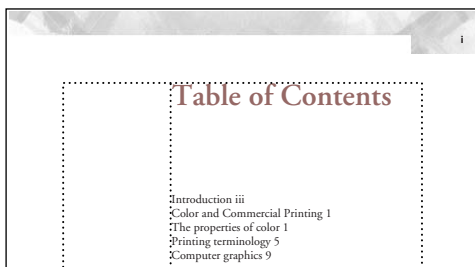 i
Table of Contents
Introduction iii
Color and Commercial Printing 1
The properties of color 1
Printing terminology 5
Computer graphics 9